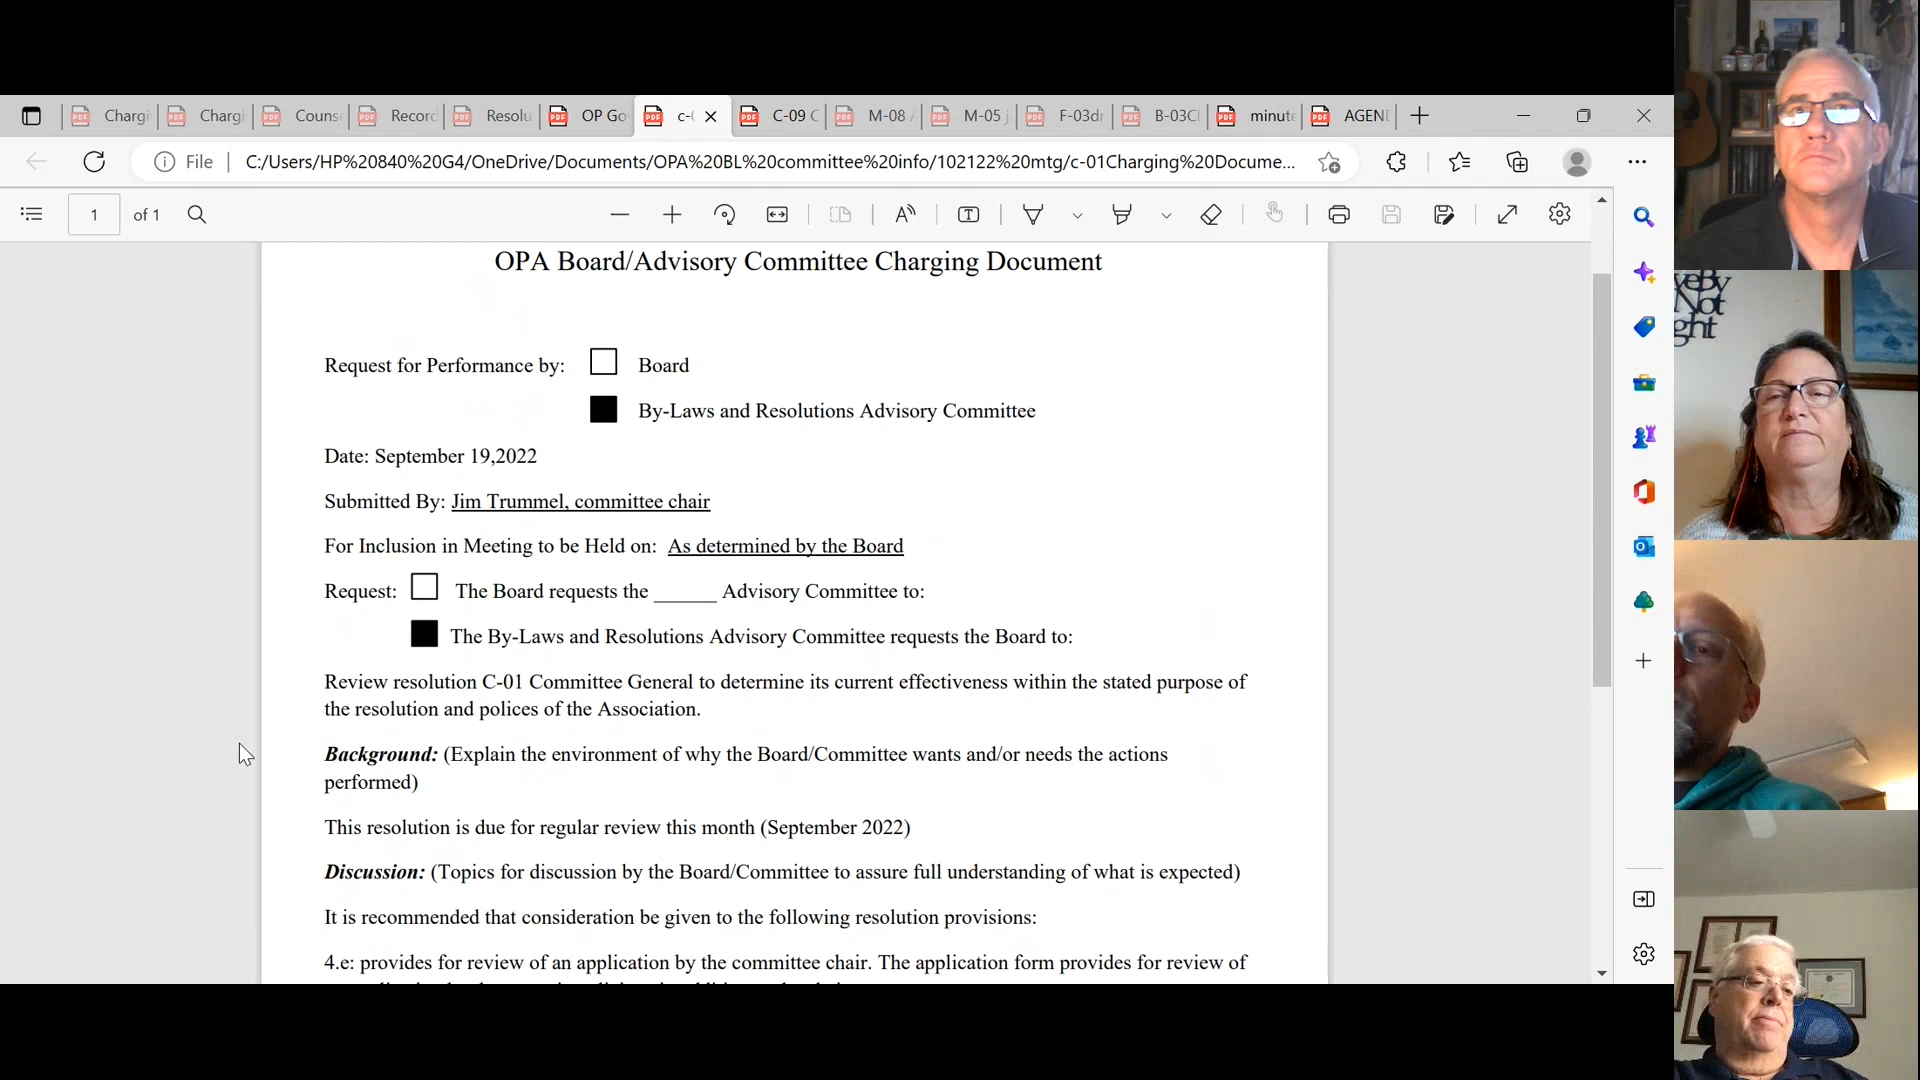 Chargi
Chargi
Couns
Record
Resolu
OP Go
c-
C-09 C
M-08
M-05 j
F-03dr
B-03Cl
minute
AGEN
File
C:/Users/HP%20840%20G4/OneDrive/Documents/OPA%20BL%20committee%20info/102122%20mtg/c-01Charging%20Docume...
1 of 1
OPA Board/Advisory Committee Charging Document
Request for Performance by: Board
By-Laws and Resolutions Advisory Committee
Date: September 19,2022
Submitted By: Jim Trummel, committee chair
For Inclusion in Meeting to be Held on: As determined by the Board
Request: The Board requests the ______ Advisory Committee to:
The By-Laws and Resolutions Advisory Committee requests the Board to:
Review resolution C-01 Committee General to determine its current effectiveness within the stated purpose of
the resolution and polices of the Association.
Background: (Explain the environment of why the Board/Committee wants and/or needs the actions
performed)
This resolution is due for regular review this month (September 2022)
Discussion: (Topics for discussion by the Board/Committee to assure full understanding of what is expected)
It is recommended that consideration be given to the following resolution provisions:
4.e: provides for review of an application by the committee chair. The application form provides for review of
yeBy
Not
ght